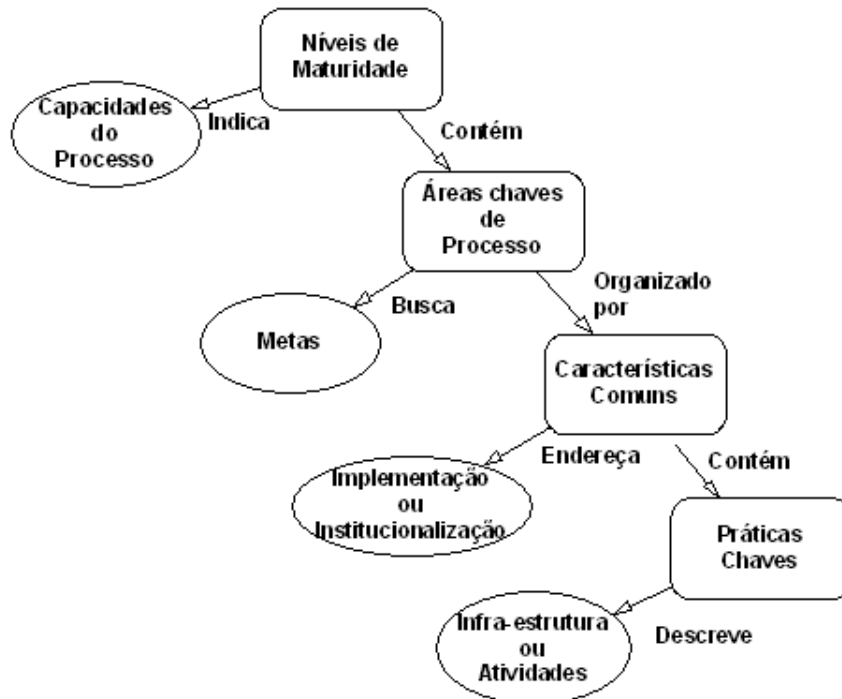 Níveis de
Maturidade
Capacidades
do
Processo
Indica
Contém
Áreas chaves
de
Processo
Busca
Organizado
por
Metas
Características
Comuns
Endereça
Contém
Implementação
ou
Institucionalização
Práticas
Chaves
Infra-estrutura
ou
Atividades
Descreve